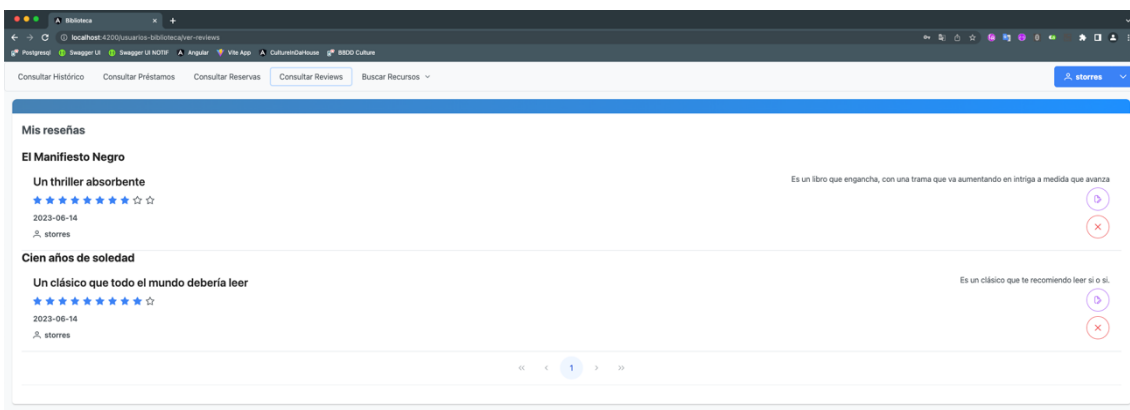 Biblioteca
localhost:4200/usuarios-biblioteca/ver-reviews
Postgresql Swagger UI Swagger UI NOTIF Angular Vite App CultureInDaHouse BBDD Culture
Consultar Histórico Consultar Préstamos Consultar Reservas Consultar Reviews Buscar Recursos storres
Mis reseñas
El Manifiesto Negro
Un thriller absorbente
Es un libro que engancha, con una trama que va aumentando en intriga a medida que avanza
2023-06-14
storres
Cien años de soledad
Un clásico que todo el mundo debería leer
Es un clásico que te recomiendo leer si o si.
2023-06-14
storres
1